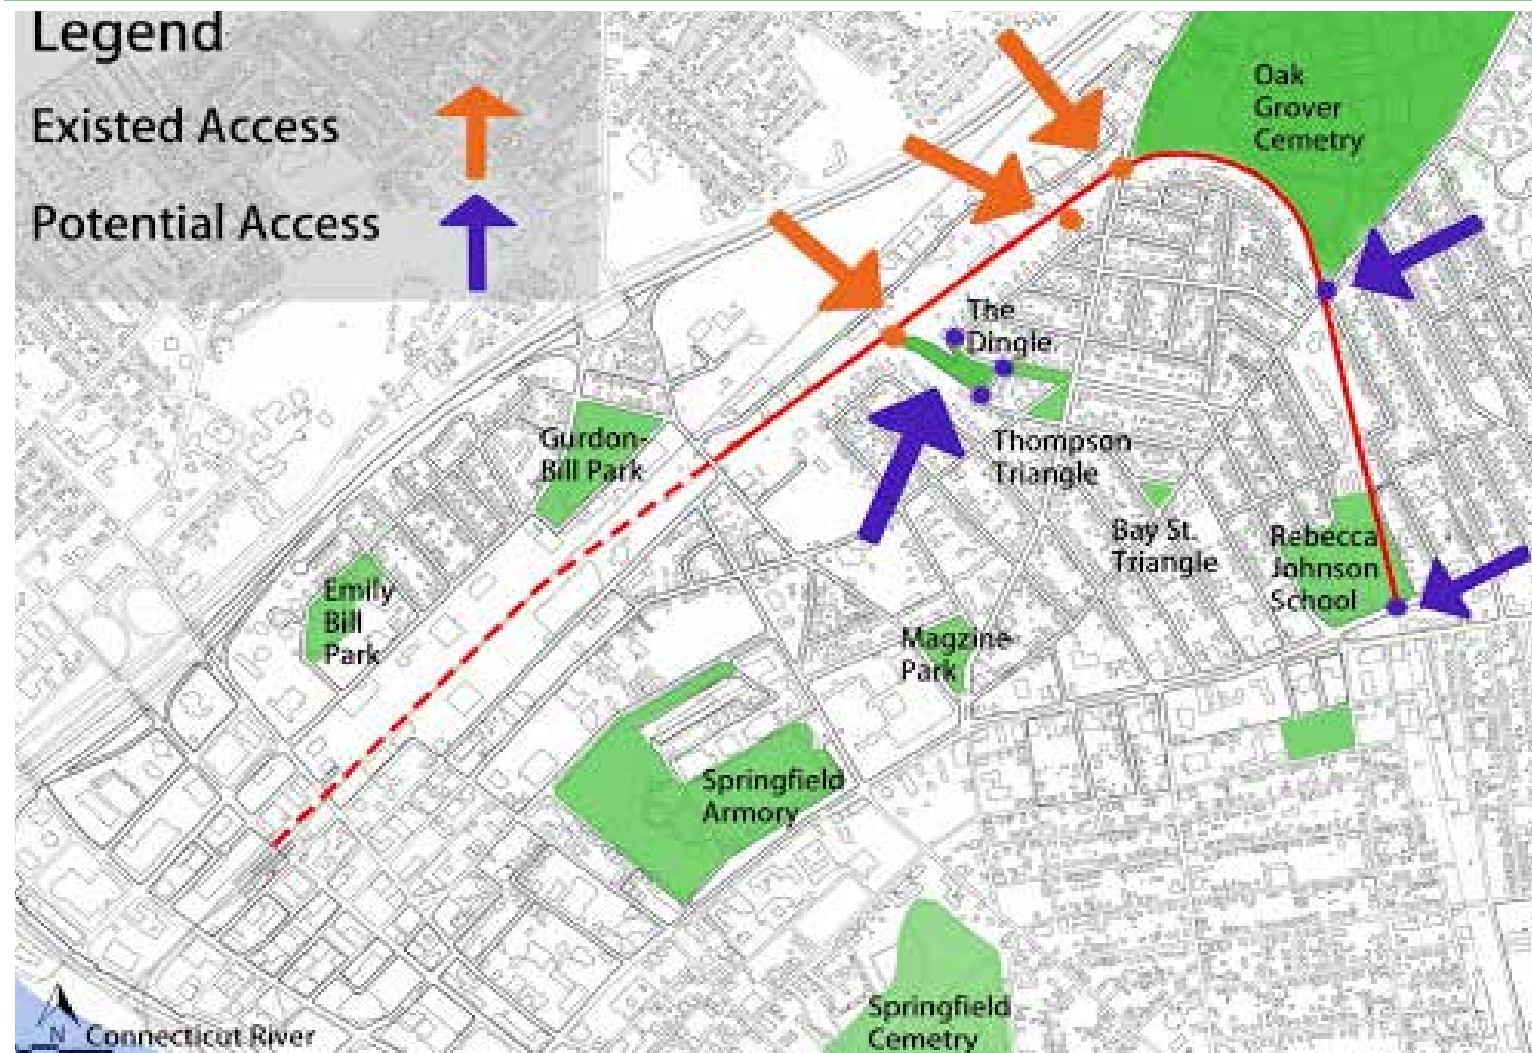 Legend
Existed Access
Potential Access
Oak
Grover
Cemetry
The
Dingle
Gurdon-
Bill Park
Thompson
Triangle
Bay St.
Triangle
Rebecca
Johnson
School
Emily
Bill
Park
Magzine
Park
Springfield
Armory
Springfield
Cemetry
N
Connecticut River